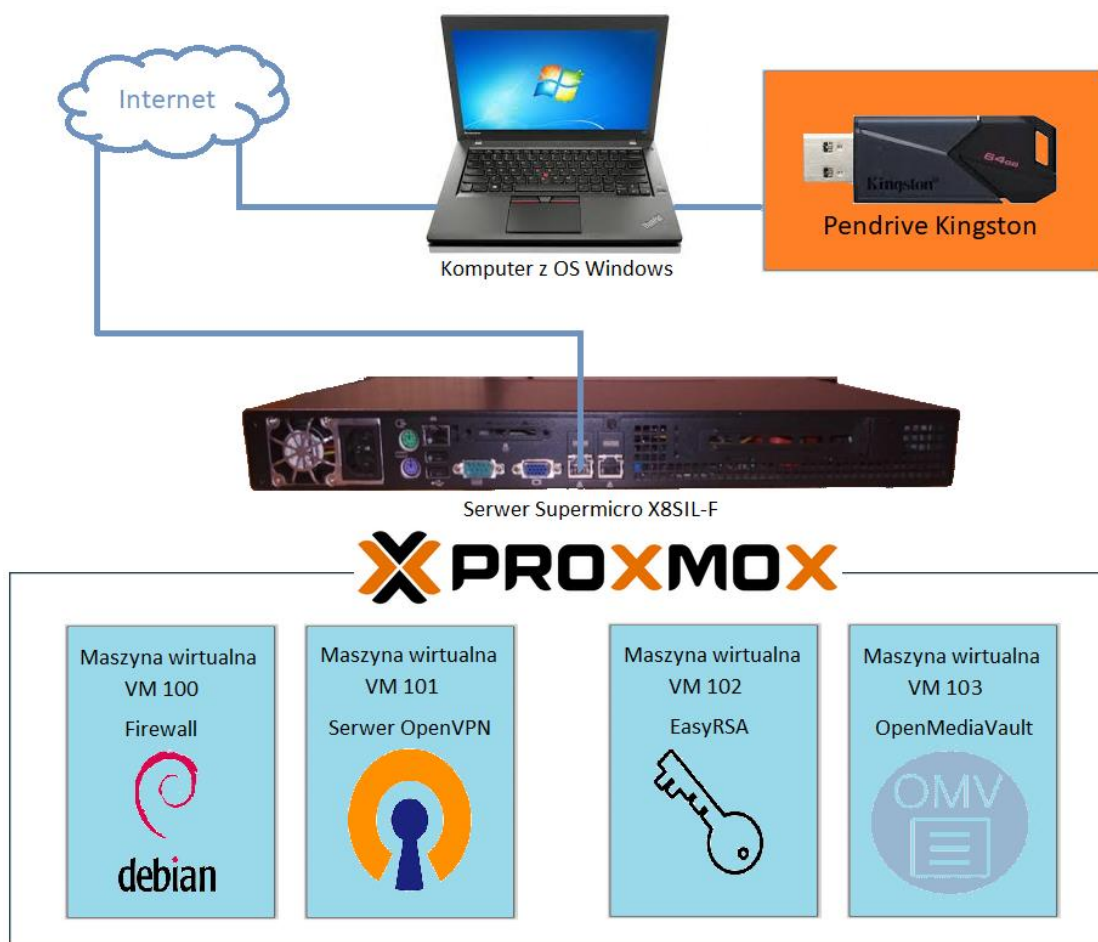 Internet
64GB
Kingston
Pendrive Kingston
Komputer z OS Windows
Serwer Supermicro X8SIL-F
PROXMOX
Maszyna wirtualna
VM 100
Firewall
debian
Maszyna wirtualna
VM 101
Serwer OpenVPN
Maszyna wirtualna
VM 102
EasyRSA
Maszyna wirtualna
VM 103
OpenMediaVault
OMV